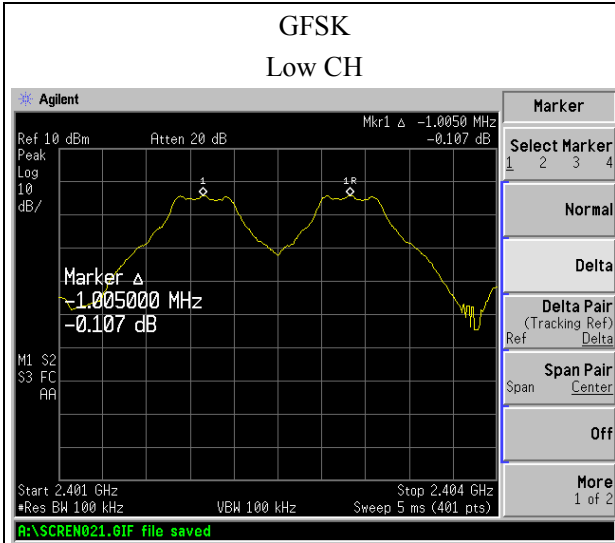 GFSK
Low CH
Agilent
Marker
Mkr1 Δ -1.0050 MHz
Ref 10 dBm Atten 20 dB -0.107 dB
Peak
Log
10
dB/
1
1R
Marker Δ
-1.005000 MHz
-0.107 dB
M1 S2
S3 FC
AA
Start 2.401 GHz Stop 2.404 GHz
#Res BW 100 kHz VBW 100 kHz Sweep 5 ms (401 pts)
A:\SCREN021.GIF file saved
Select Marker
1 2 3 4
Normal
Delta
Delta Pair
(Tracking Ref)
Ref Delta
Span Pair
Span Center
Off
More
1 of 2